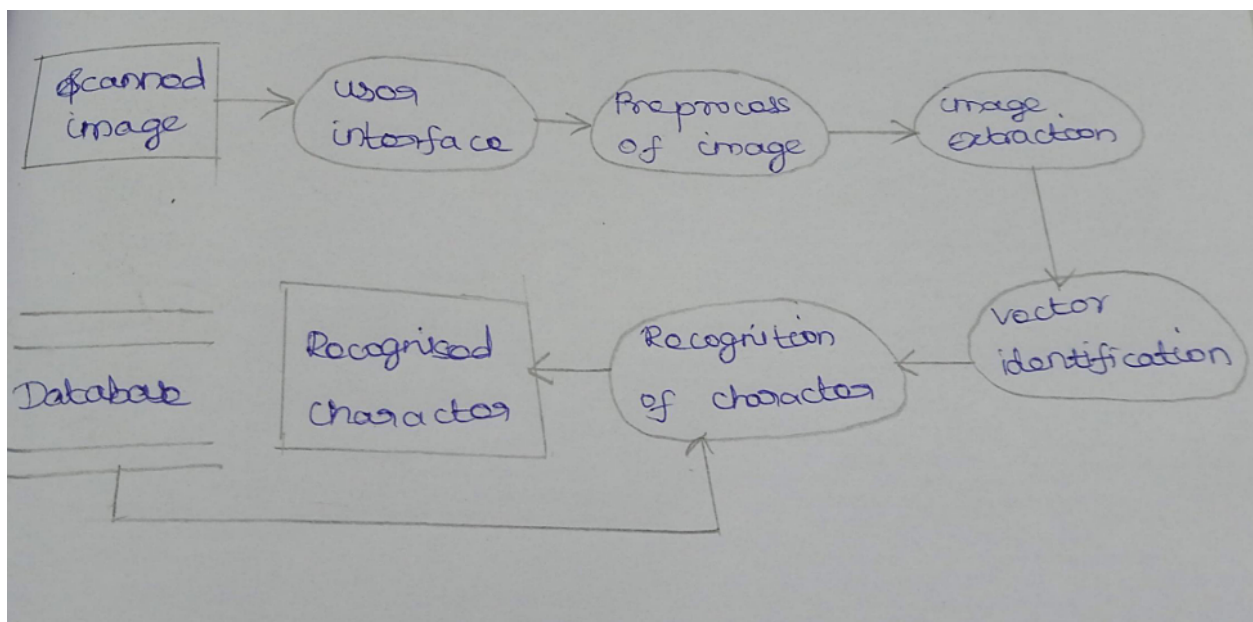 Scanned
image
user
interface
Preprocess
of image
image
extraction
vector
identification
Recognition
of character
Recognised
character
Database